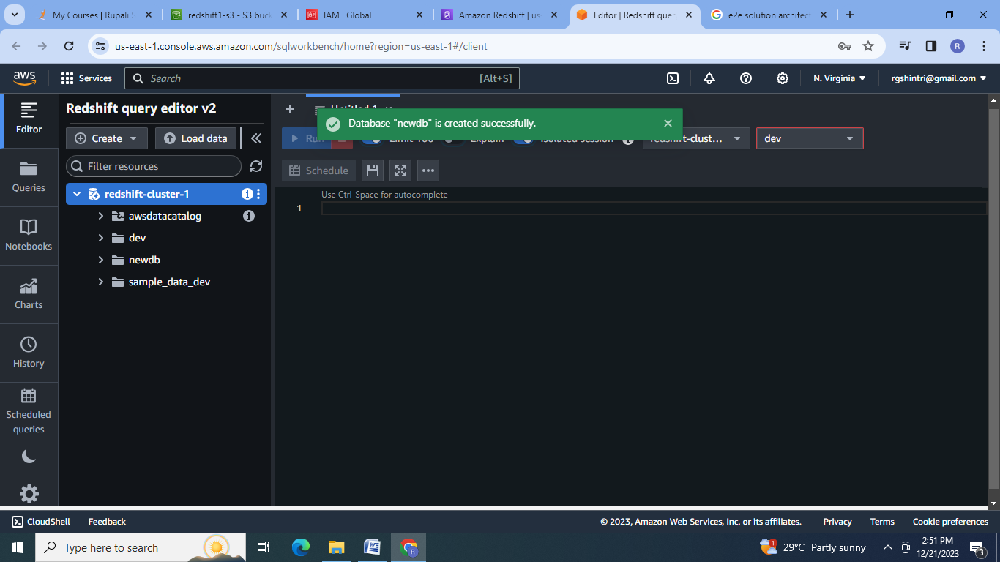 My Courses | Rupali S
redshift1-s3 - S3 buck
IAM | Global
Amazon Redshift | us
Editor | Redshift quer
e2e solution architect
us-east-1.console.aws.amazon.com/sqlworkbench/home?region=us-east-1#/client
R
aws
Services
Search
[Alt+S]
N. Virginia
rgshintri@gmail.com
Editor
Queries
Notebooks
Charts
History
Scheduled
queries
Redshift query editor v2
Create
Load data
Filter resources
redshift-cluster-1
awsdatacatalog
dev
newdb
sample_data_dev
Untitled 1
Database "newdb" is created successfully.
Run
Limit 100
Explain
Isolated session
redshift-clust...
dev
Schedule
Use Ctrl-Space for autocomplete
1
CloudShell
Feedback
© 2023, Amazon Web Services, Inc. or its affiliates.
Privacy
Terms
Cookie preferences
Type here to search
29°C Partly sunny
2:51 PM
12/21/2023
3